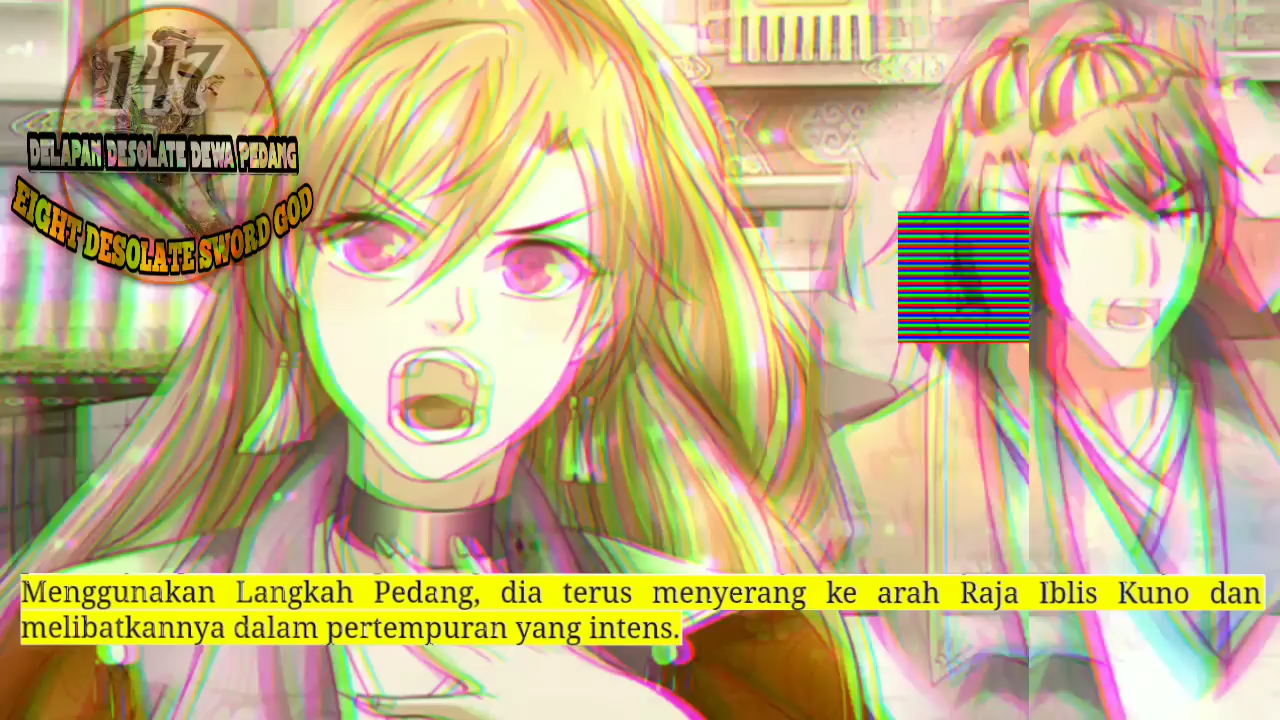 147
DELAPAN DESOLATE DEWA PEDANG
EIGHT DESOLATE SWORD GOD
Menggunakan Langkah Pedang, dia terus menyerang ke arah Raja Iblis Kuno dan
melibatkannya dalam pertempuran yang intens.